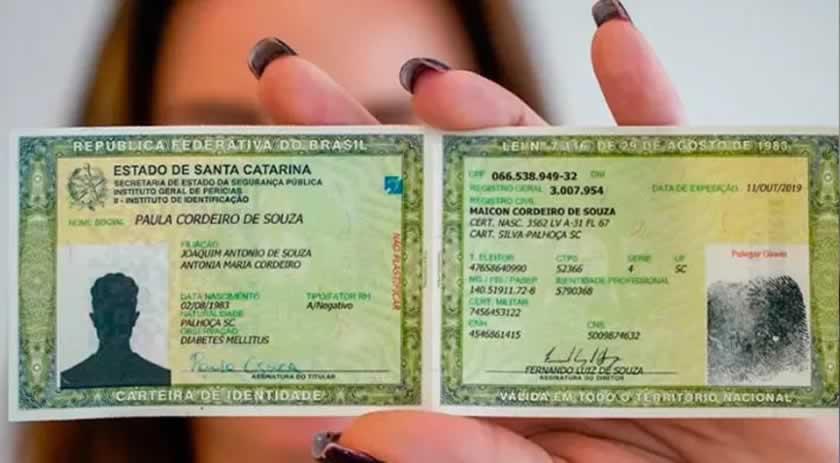 REPÚBLICA FEDERATIVA DO BRASIL
ESTADO DE SANTA CATARINA
SECRETARIA DE ESTADO DA SEGURANÇA PÚBLICA
INSTITUTO GERAL DE PERÍCIAS
II - INSTITUTO DE IDENTIFICAÇÃO
NOME SOCIAL PAULA CORDEIRO DE SOUZA
FILIAÇÃO
JOAQUIM ANTONIO DE SOUZA
ANTONIA MARIA CORDEIRO
NÃO PLASTIFICAR
DATA NASCIMENTO TIPO/FATOR RH
02/08/1983 A/Negativo
NATURALIDADE
PALHOÇA SC
OBSERVAÇÃO
DIABETES MELLITUS
ASSINATURA DO TITULAR
CARTEIRA DE IDENTIDADE
LEI Nº 7.116, DE 29 DE AGOSTO DE 1983
CPF 066.538.949-32 DNI
REGISTRO GERAL 3.007.954 DATA DE EXPEDIÇÃO 11/OUT/2019
REGISTRO CIVIL
MAICON CORDEIRO DE SOUZA
CERT. NASC. 3562 LV A-31 FL 67
CART. SILVA-PALHOÇA SC
Polegar Direito
T. ELEITOR CTPS SÉRIE UF
47658640990 52366 4 SC
NIS / PIS / PASEP IDENTIDADE PROFISSIONAL
140.51911.72-8 5790368
CERT. MILITAR
7456453122
CNH CNS
4546861415 5009874632
FERNANDO LUIZ DE SOUZA
ASSINATURA DO DIRETOR
VÁLIDA EM TODO O TERRITÓRIO NACIONAL